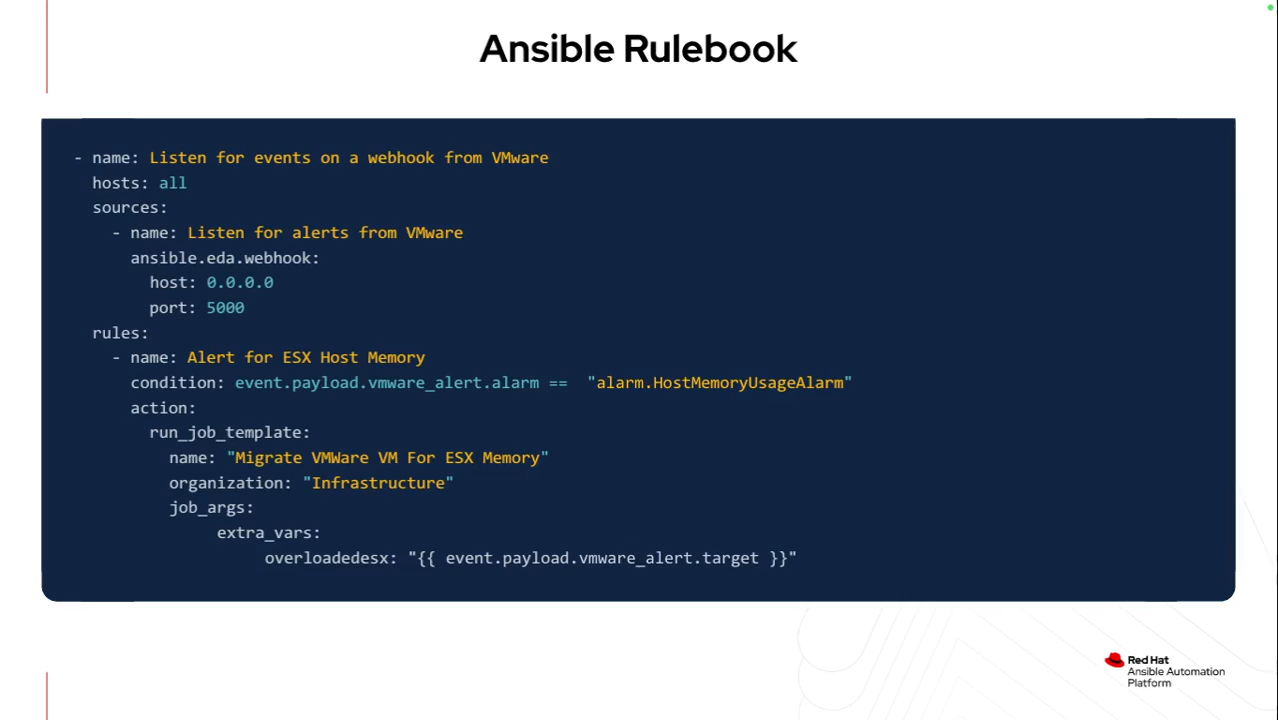 Ansible Rulebook
- name: Listen for events on a webhook from VMware
  hosts: all
  sources:
    - name: Listen for alerts from VMware
      ansible.eda.webhook:
        host: 0.0.0.0
        port: 5000
  rules:
    - name: Alert for ESX Host Memory
      condition: event.payload.vmware_alert.alarm ==  "alarm.HostMemoryUsageAlarm"
      action:
        run_job_template:
          name: "Migrate VMWare VM For ESX Memory"
          organization: "Infrastructure"
          job_args:
               extra_vars:
                    overloadedesx: "{{ event.payload.vmware_alert.target }}"
Red Hat
Ansible Automation
Platform